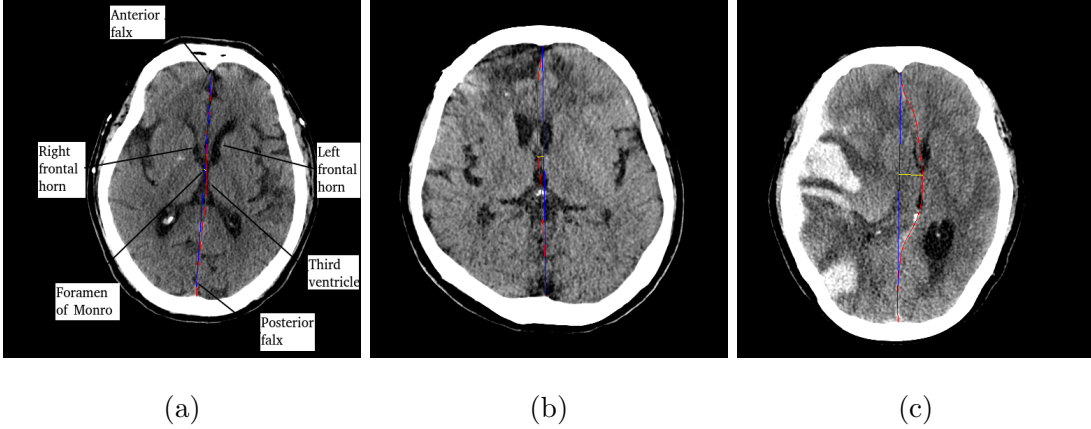 Anterior
falx
Right
frontal
horn
Left
frontal
horn
Foramen
of Monro
Third
ventricle
Posterior
falx
(a)
(b)
(c)